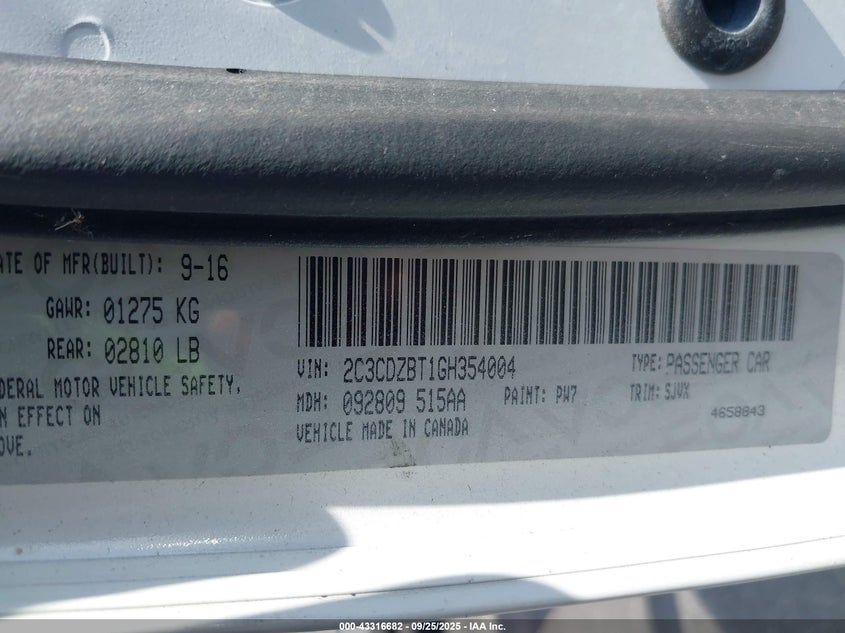 ATE OF MFR(BUILT): 9-16
GAWR: 01275 KG
REAR: 02810 LB
DERAL MOTOR VEHICLE SAFETY,
N EFFECT ON
OVE.
VIN: 2C3CDZBT1GH354004
TYPE: PASSENGER CAR
MDH: 092809 515AA
PAINT: PW7
TRIM: SJVX
VEHICLE MADE IN CANADA
4658843
000-43316682 - 09/25/2025 - IAA Inc.